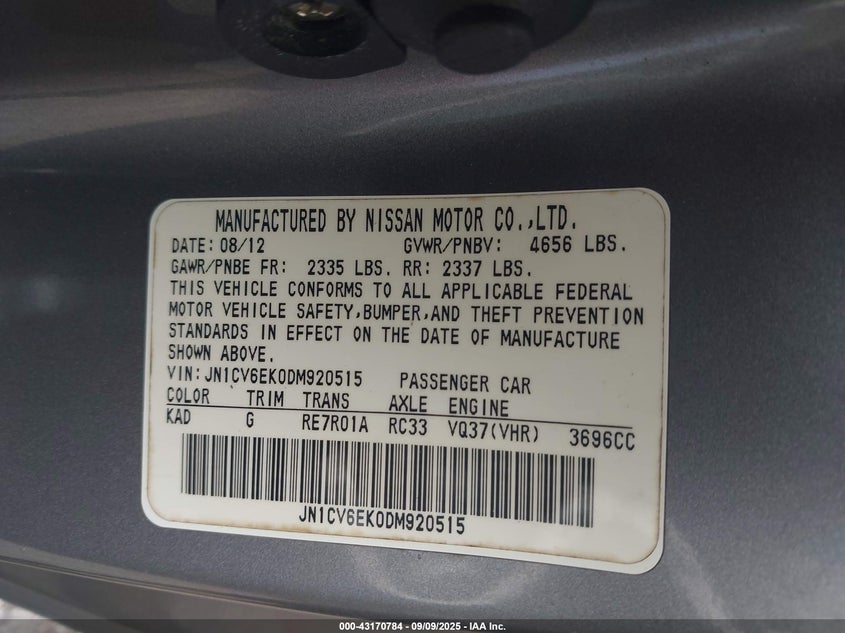 MANUFACTURED BY NISSAN MOTOR CO.,LTD.
DATE: 08/12 GVWR/PNBV: 4656 LBS.
GAWR/PNBE FR: 2335 LBS. RR: 2337 LBS.
THIS VEHICLE CONFORMS TO ALL APPLICABLE FEDERAL
MOTOR VEHICLE SAFETY,BUMPER,AND THEFT PREVENTION
STANDARDS IN EFFECT ON THE DATE OF MANUFACTURE
SHOWN ABOVE.
VIN: JN1CV6EK0DM920515 PASSENGER CAR
COLOR TRIM TRANS AXLE ENGINE
KAD G RE7R01A RC33 VQ37(VHR) 3696CC
JN1CV6EK0DM920515
000-43170784 | 09/09/2025 - IAA Inc.